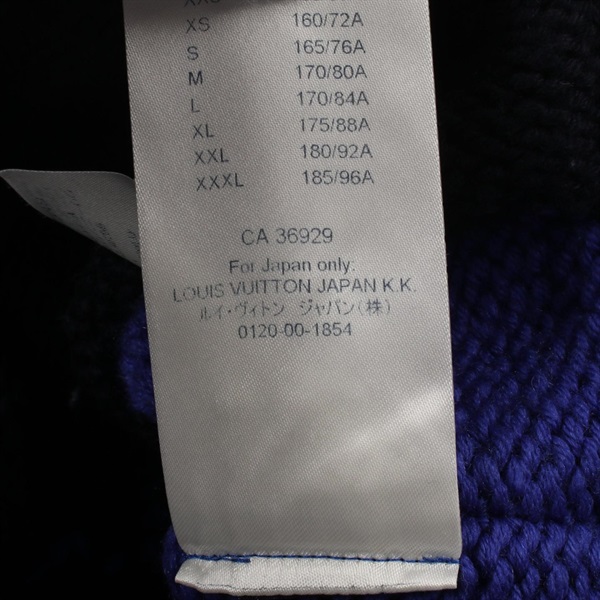 XS 160/72A
S 165/76A
M 170/80A
L 170/84A
XL 175/88A
XXL 180/92A
XXXL 185/96A
CA 36929
For Japan only:
LOUIS VUITTON JAPAN K.K.
ルイ・ヴィトン ジャパン(株)
0120-00-1854